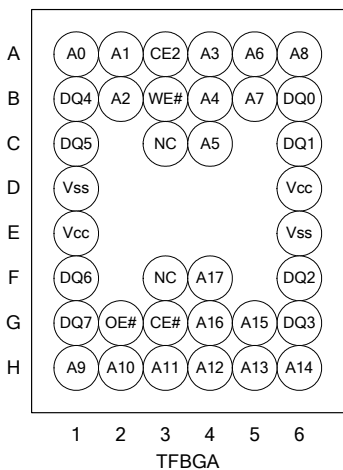 A A0 A1 CE2 A3 A6 A8
B DQ4 A2 WE# A4 A7 DQ0
C DQ5 NC A5 DQ1
D Vss Vcc
E Vcc Vss
F DQ6 NC A17 DQ2
G DQ7 OE# CE# A16 A15 DQ3
H A9 A10 A11 A12 A13 A14
1 2 3 4 5 6
TFBGA